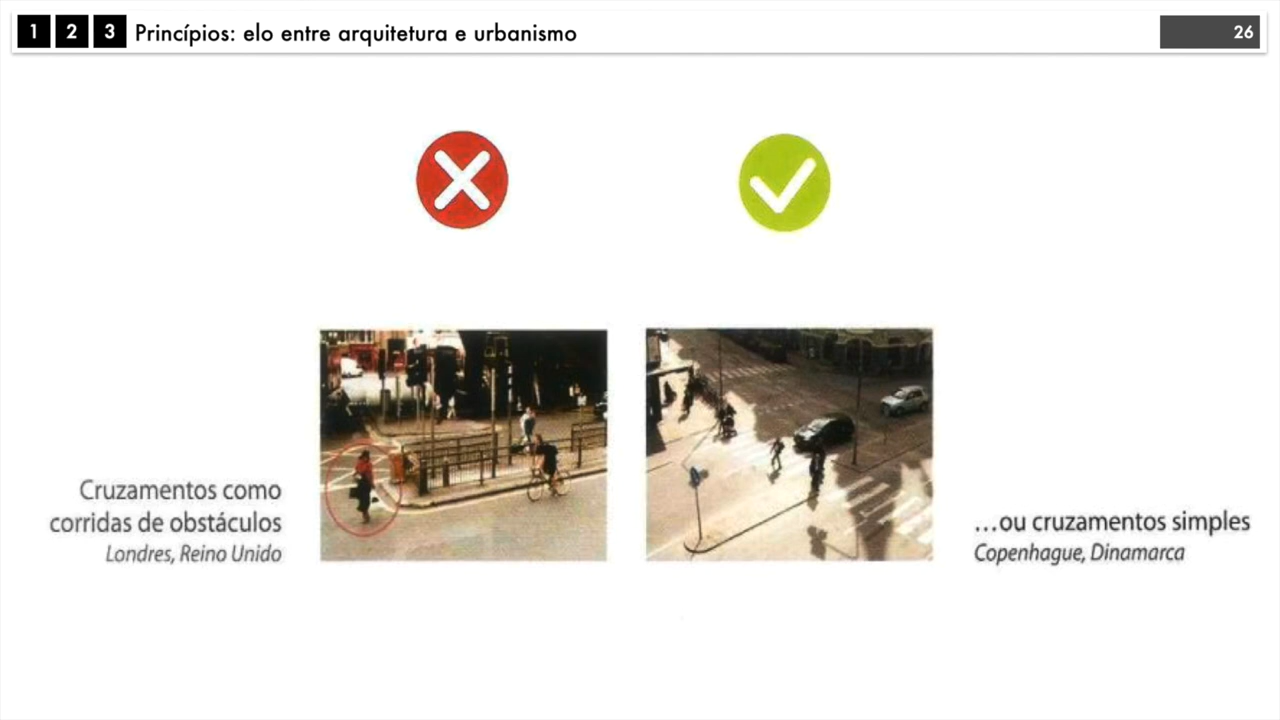 1 2 3 Princípios: elo entre arquitetura e urbanismo 26
Cruzamentos como
corridas de obstáculos
Londres, Reino Unido
...ou cruzamentos simples
Copenhague, Dinamarca